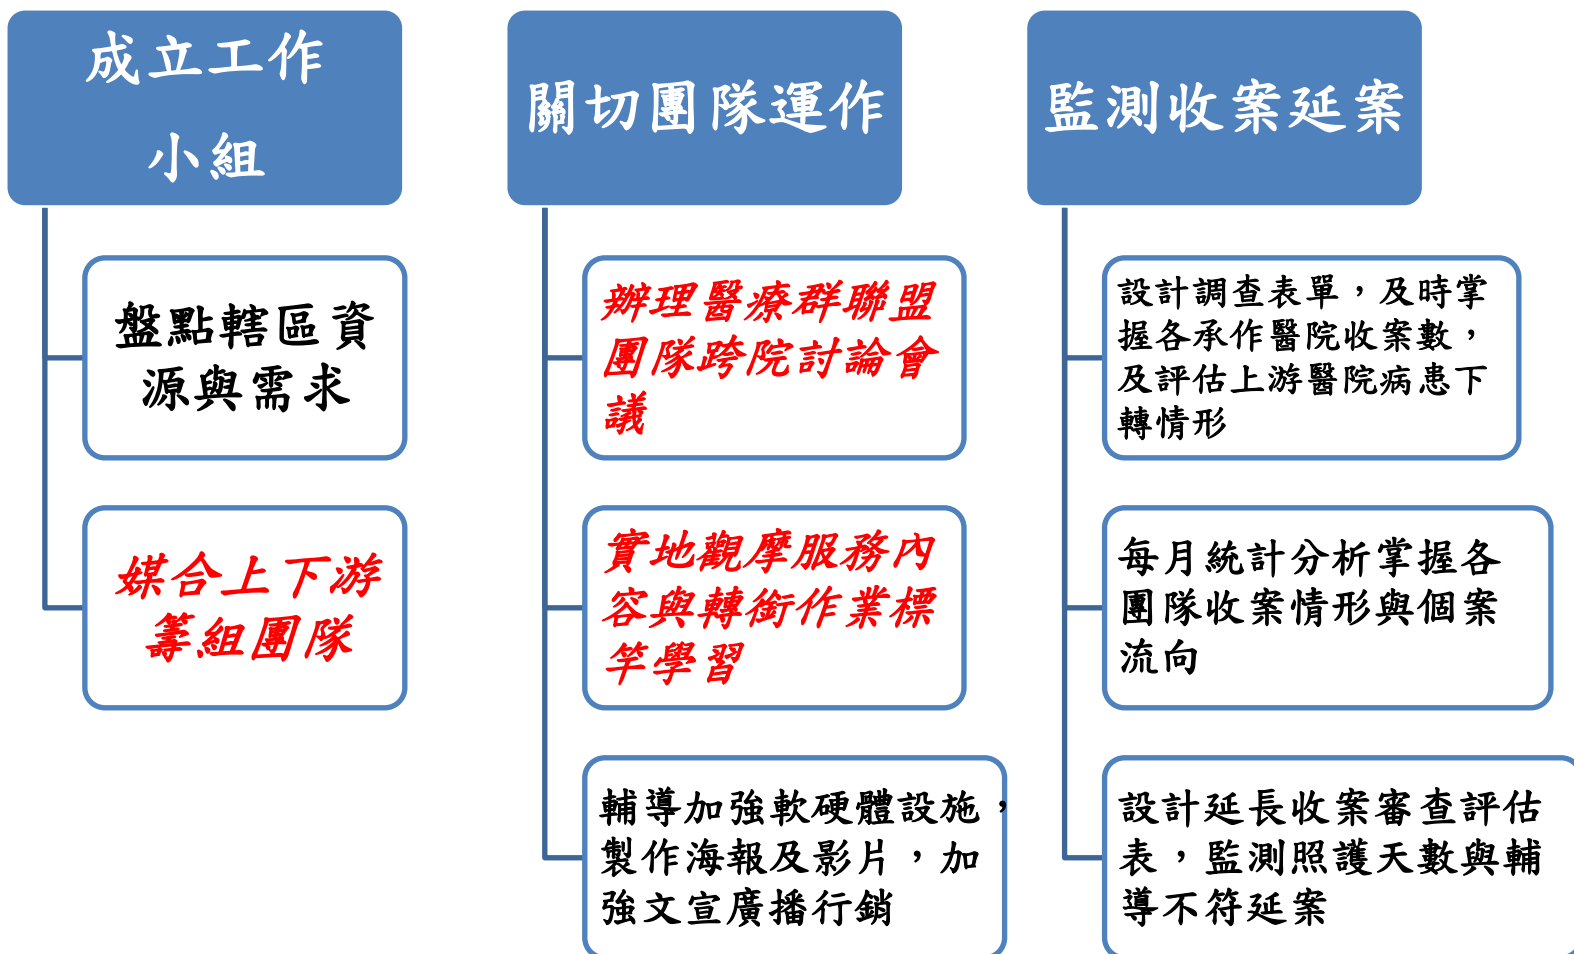 成立工作
小組
盤點轄區資
源與需求
媒合上下游
籌組團隊
關切團隊運作
辦理醫療群聯盟
團隊跨院討論會
議
實地觀摩服務內
容與轉銜作業標
竿學習
輔導加強軟硬體設施，
製作海報及影片，加
強文宣廣播行銷
監測收案延案
設計調查表單，及時掌
握各承作醫院收案數，
及評估上游醫院病患下
轉情形
每月統計分析掌握各
團隊收案情形與個案
流向
設計延長收案審查評估
表，監測照護天數與輔
導不符延案